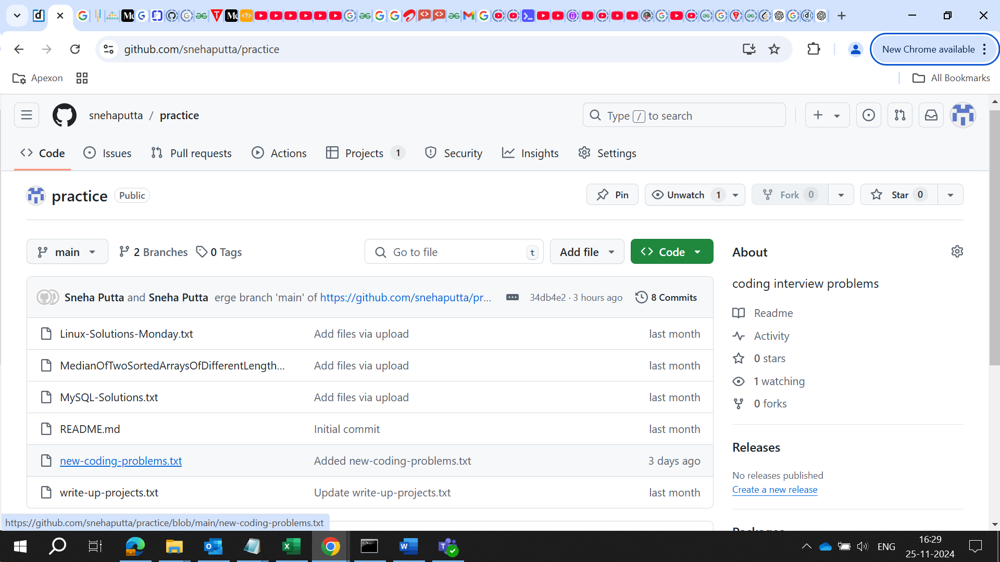 github.com/snehaputta/practice
New Chrome available
Apexon
All Bookmarks
snehaputta / practice
Type / to search
Code
Issues
Pull requests
Actions
Projects 1
Security
Insights
Settings
practice Public
Pin
Unwatch 1
Fork 0
Star 0
main
2 Branches
0 Tags
Go to file t
Add file
Code
Sneha Putta and Sneha Putta erge branch 'main' of https://github.com/snehaputta/pr... 34db4e2 · 3 hours ago 8 Commits
Linux-Solutions-Monday.txt Add files via upload last month
MedianOfTwoSortedArraysOfDifferentLength... Add files via upload last month
MySQL-Solutions.txt Add files via upload last month
README.md Initial commit last month
new-coding-problems.txt Added new-coding-problems.txt 3 days ago
write-up-projects.txt Update write-up-projects.txt last month
About
coding interview problems
Readme
Activity
0 stars
1 watching
0 forks
Releases
No releases published
Create a new release
https://github.com/snehaputta/practice/blob/main/new-coding-problems.txt
ENG
16:29
25-11-2024